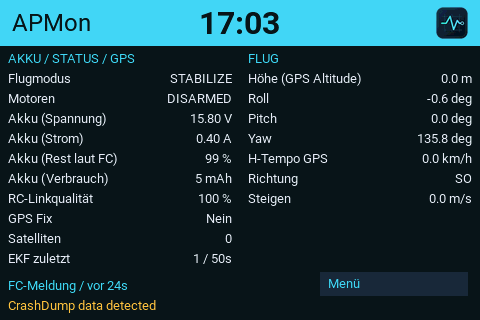 APMon
17:03
AKKU / STATUS / GPS
Flugmodus STABILIZE
Motoren DISARMED
Akku (Spannung) 15.80 V
Akku (Strom) 0.40 A
Akku (Rest laut FC) 99 %
Akku (Verbrauch) 5 mAh
RC-Linkqualität 100 %
GPS Fix Nein
Satelliten 0
EKF zuletzt 1 / 50s
FLUG
Höhe (GPS Altitude) 0.0 m
Roll -0.6 deg
Pitch 0.0 deg
Yaw 135.8 deg
H-Tempo GPS 0.0 km/h
Richtung SO
Steigen 0.0 m/s
FC-Meldung / vor 24s
CrashDump data detected
Menü